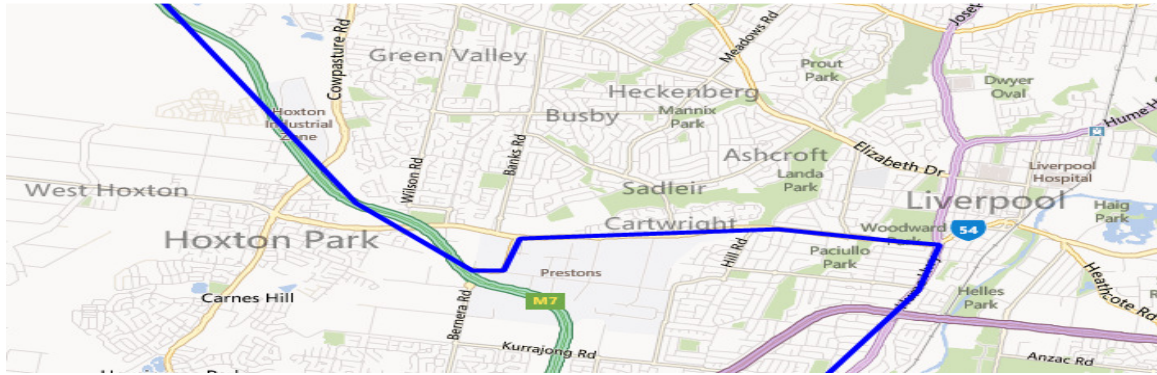 Cowpasture Rd
Green Valley
Meadows Rd
Prout
Park
Heckenberg
Mannix
Park
Busby
Dwyer
Oval
Hume H
Hoxton
Industrial
Zone
Banks Rd
Wilson Rd
Ashcroft
Landa
Park
Elizabeth Dr
Liverpool
Hospital
West Hoxton
Sadleir
Liverpool
Haig
Park
Cartwright
Woodward
Park
54
Hoxton Park
Hill Rd
Paciullo
Park
Prestons
Hume Hwy
Heathcote Rd
Helles
Park
Carnes Hill
Bernera Rd
M7
Kurrajong Rd
Anzac Rd